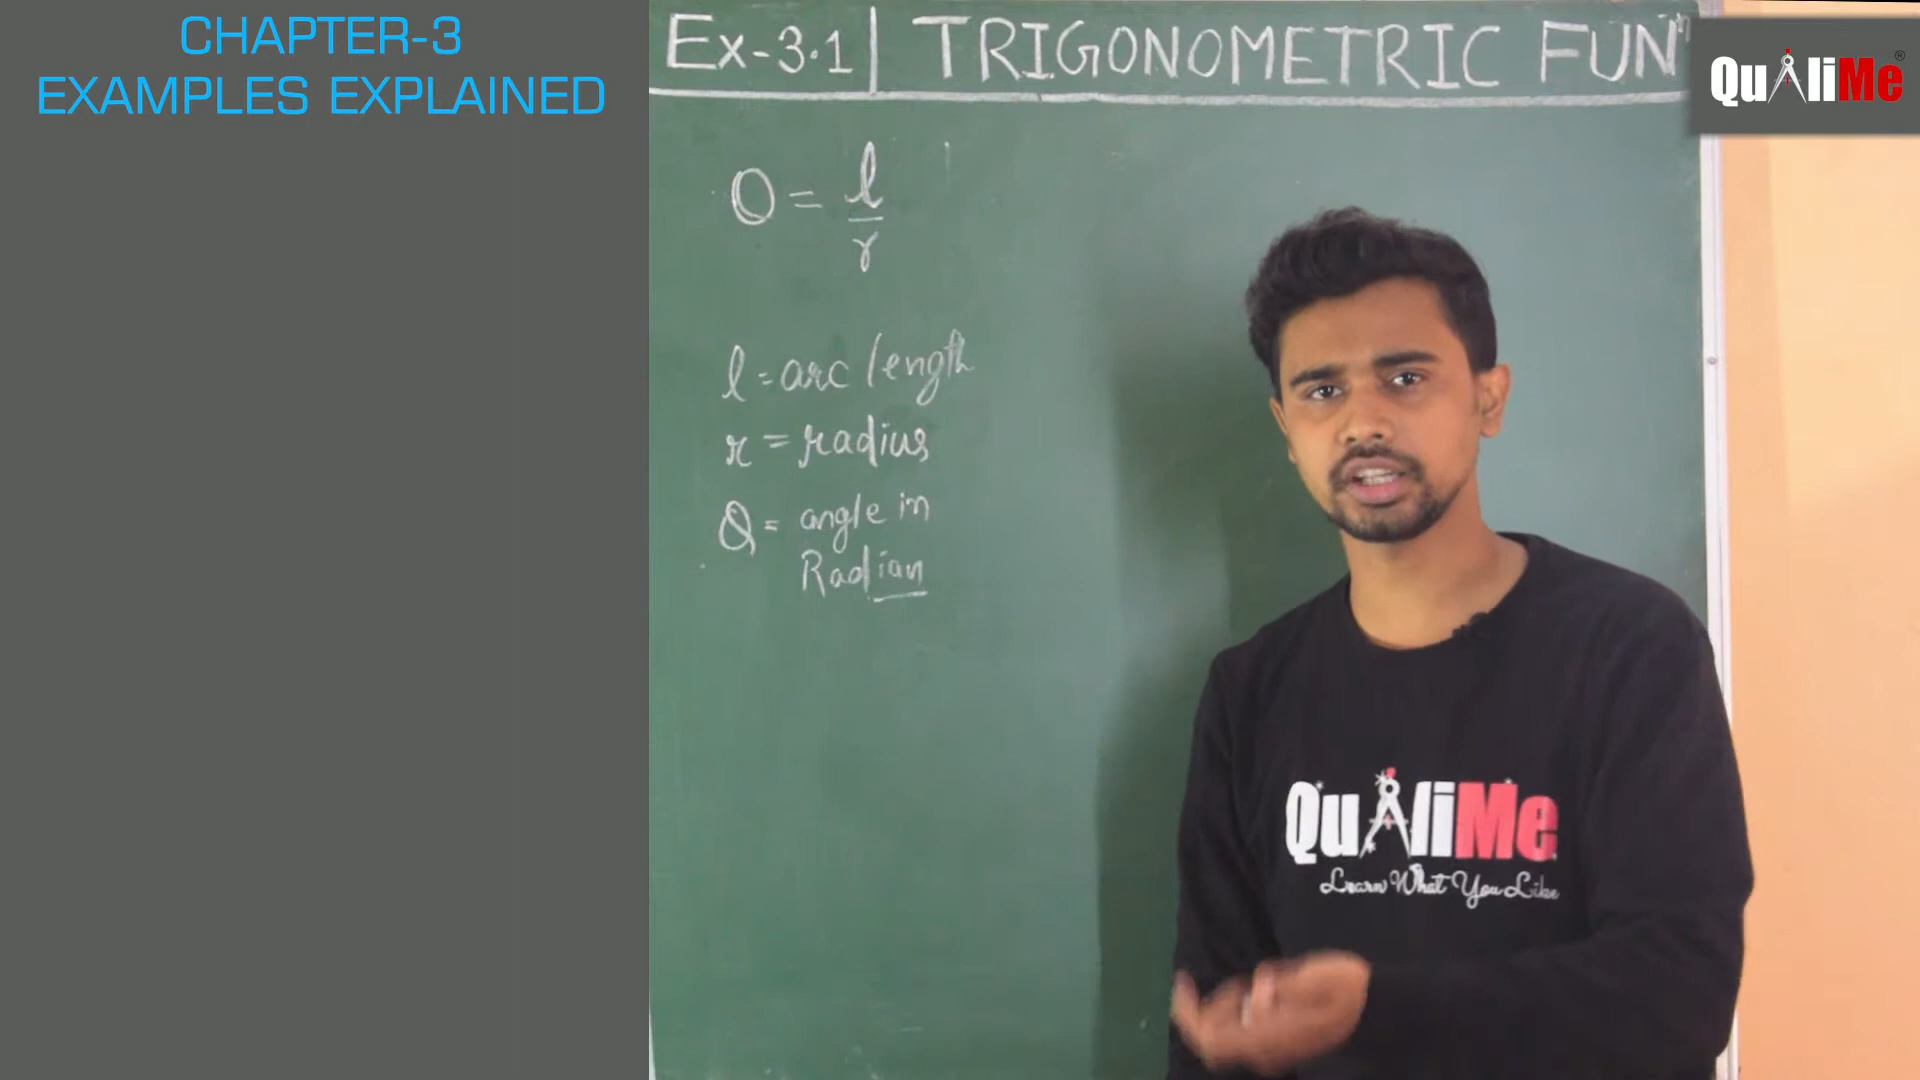 CHAPTER-3
EXAMPLES EXPLAINED
Ex-3.1 | TRIGONOMETRIC FUNⁿ
QuAliMe®
θ = l/r
l = arc length
r = radius
θ = angle in
Radian
QuAliMe
Learn What You Like